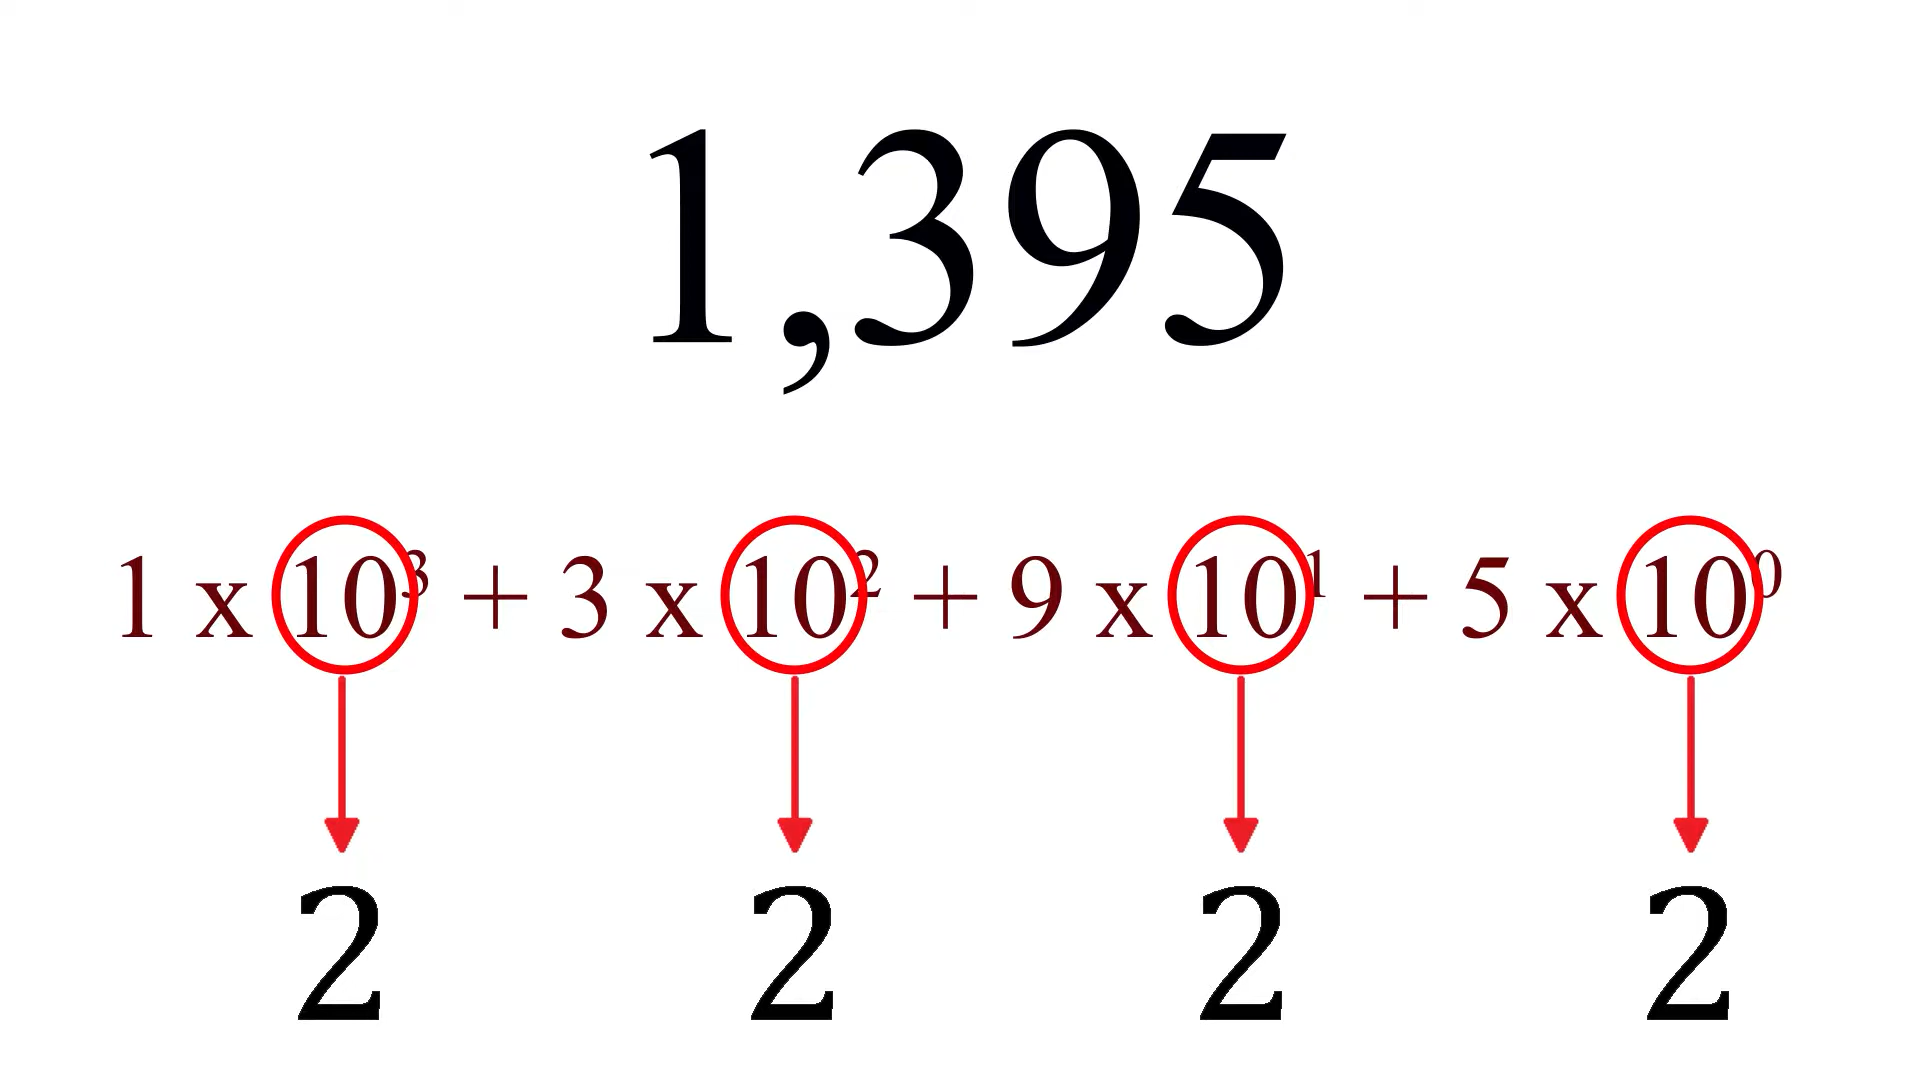 1,395
1 x 10³ + 3 x 10² + 9 x 10¹ + 5 x 10⁰
2 2 2 2